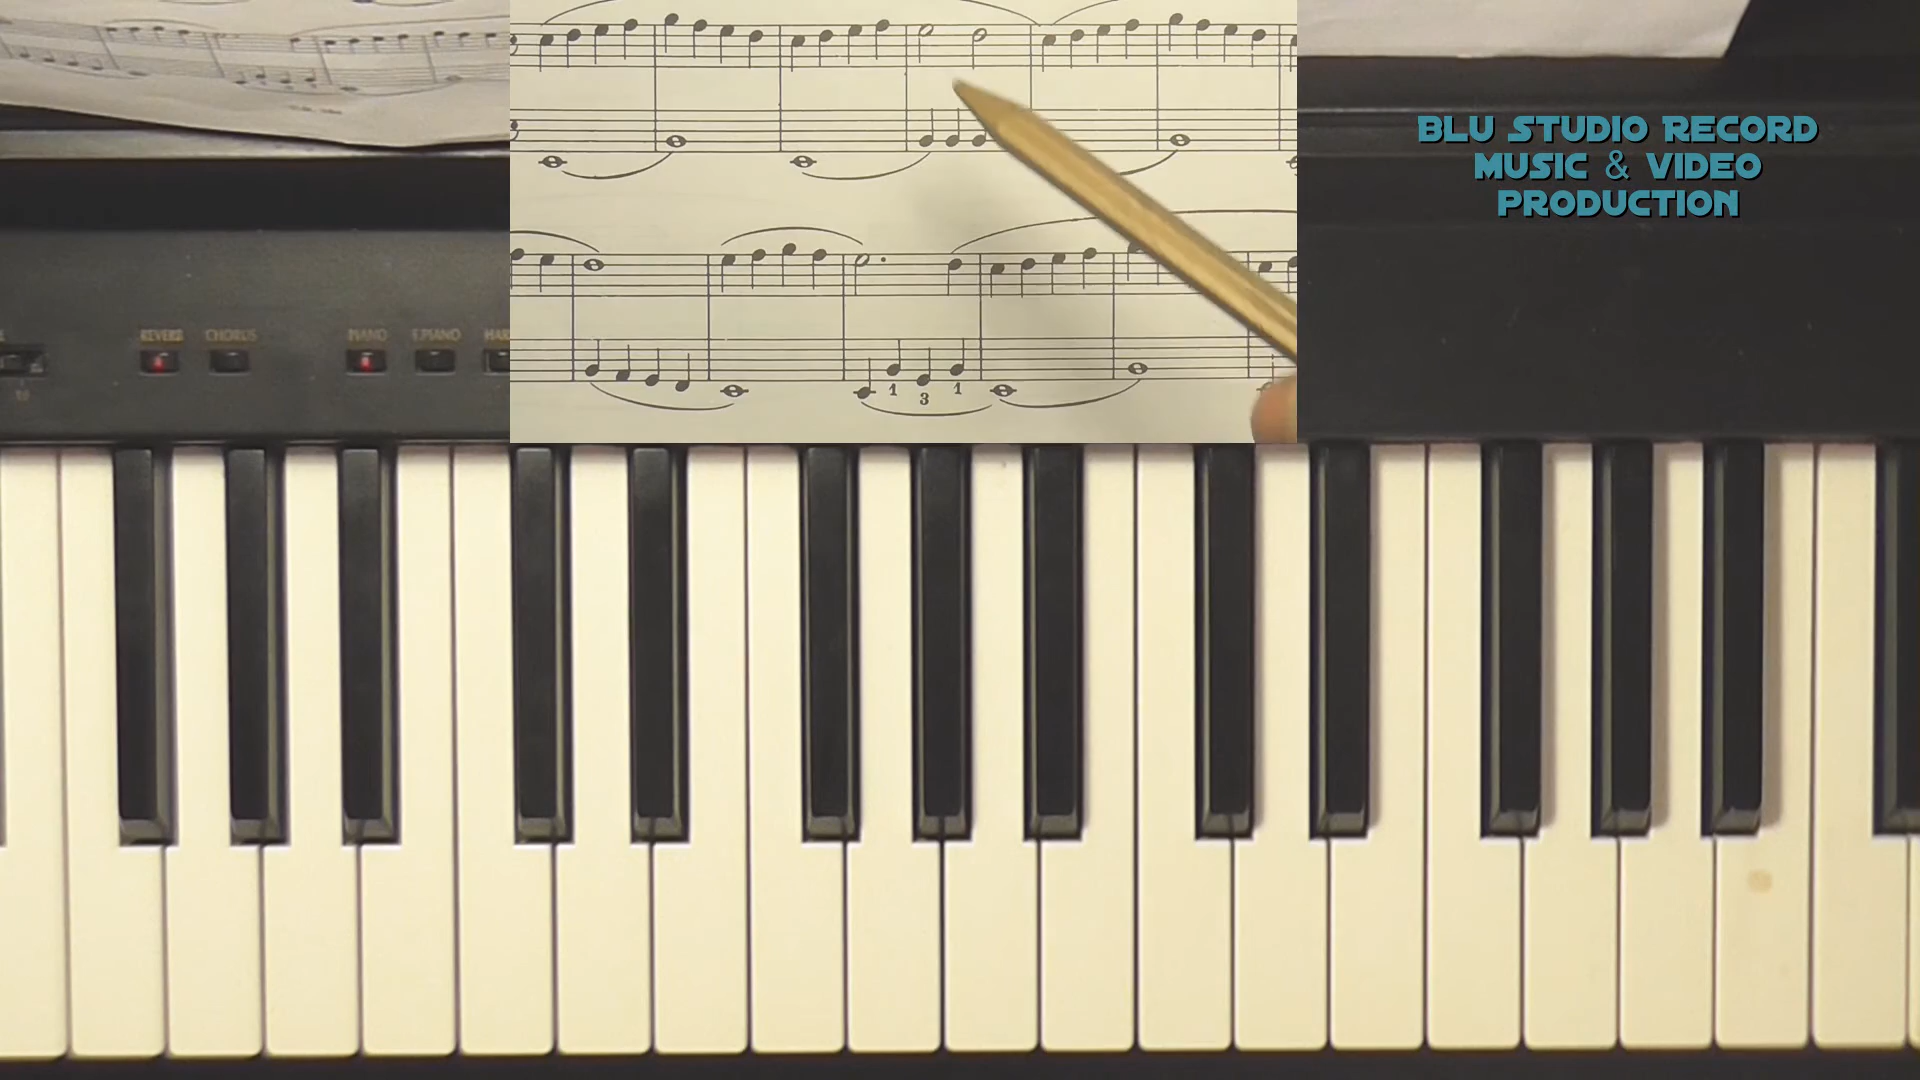 BLU STUDIO RECORD
MUSIC & VIDEO
PRODUCTION
REVERB CHORUS PIANO E.PIANO
1 3 1